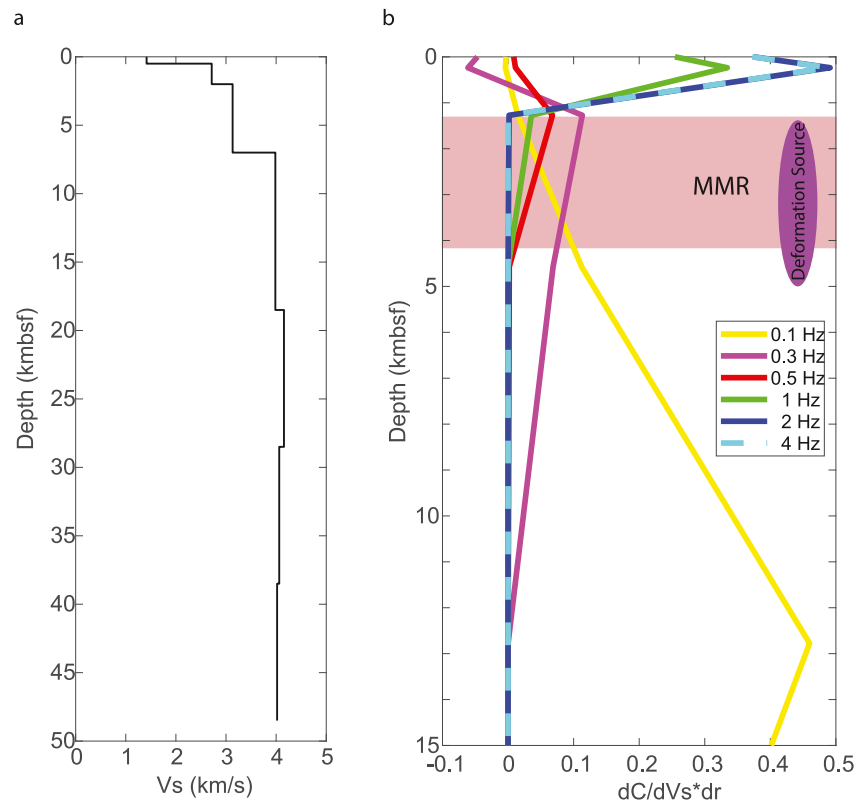 a
0
5
10
15
20
25
30
35
40
45
50
Depth (kmbsf)
0
1
2
3
4
5
Vs (km/s)
b
0
5
10
15
Depth (kmbsf)
-0.1
0
0.1
0.2
0.3
0.4
0.5
dC/dVs*dr
MMR
Deformation Source
0.1 Hz
0.3 Hz
0.5 Hz
1 Hz
2 Hz
4 Hz